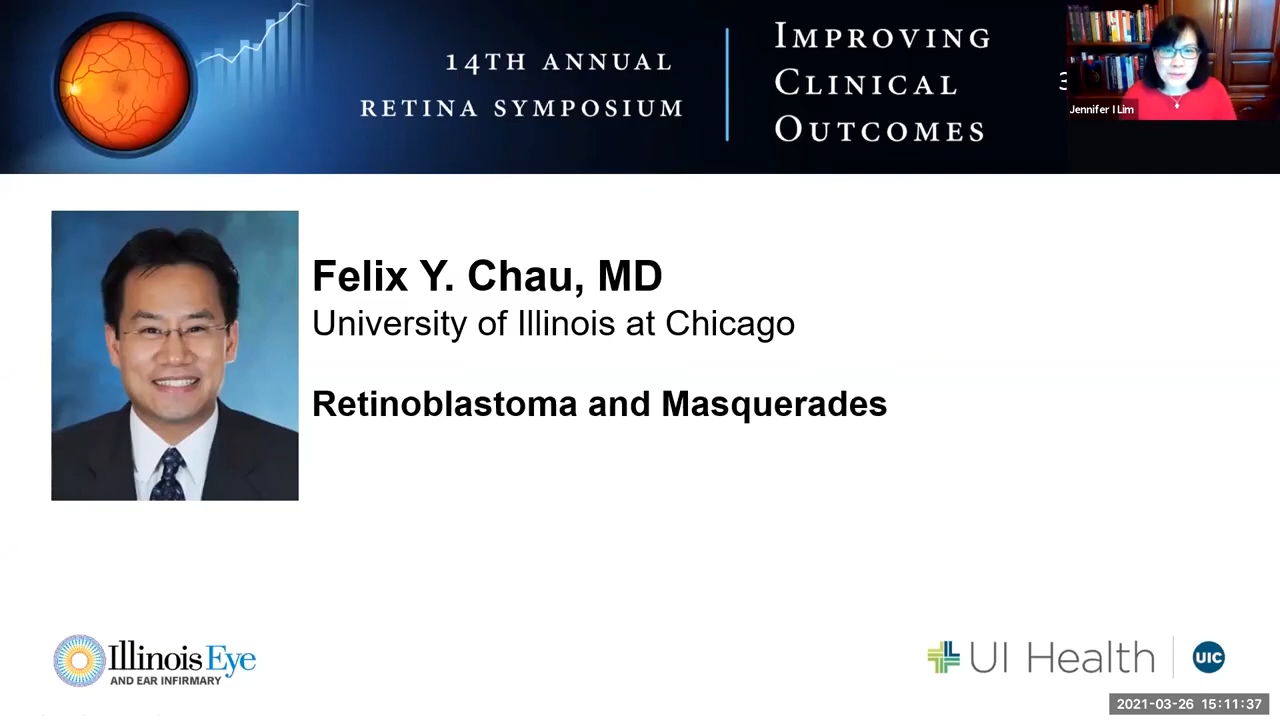 14TH ANNUAL
RETINA SYMPOSIUM
IMPROVING
CLINICAL
OUTCOMES
3
Jennifer I Lim
Felix Y. Chau, MD
University of Illinois at Chicago
Retinoblastoma and Masquerades
Illinois Eye
AND EAR INFIRMARY
UI Health
UIC
2021-03-26 15:11:37